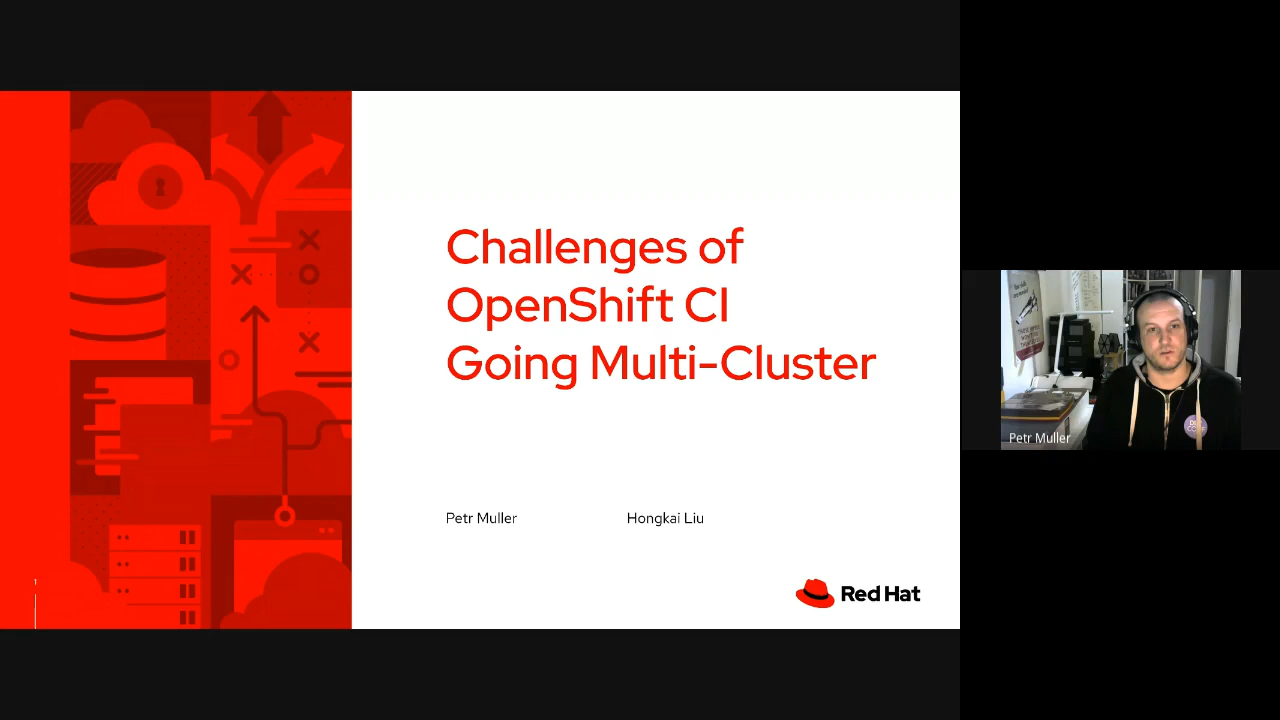 Challenges of
OpenShift CI
Going Multi-Cluster
Petr Muller
Hongkai Liu
Red Hat
Petr Muller